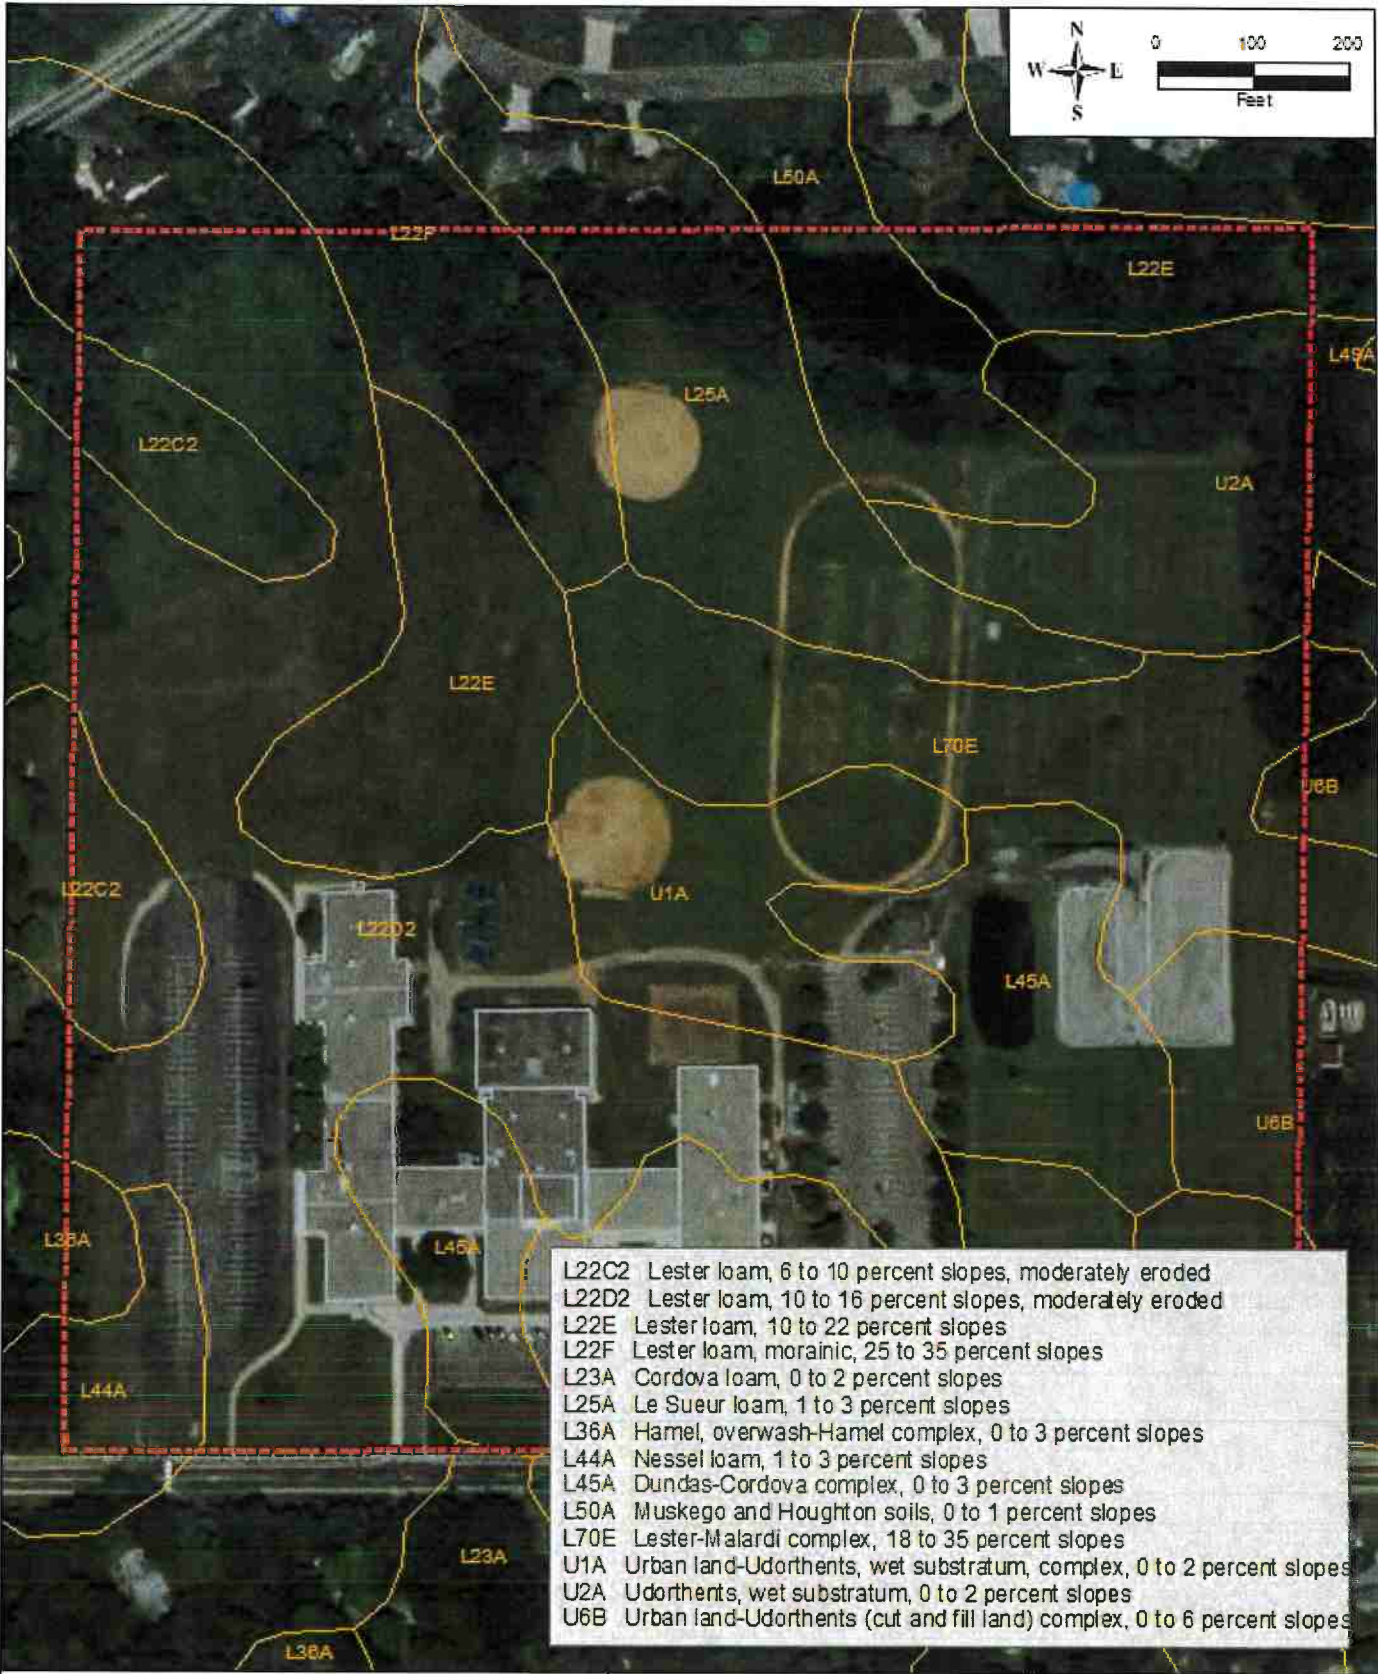 N
W E
S
0 100 200
Feet
L50A
L22F
L22E
L49A
L25A
L22C2
U2A
L22E
L70E
U6B
L22C2
U1A
L22D2
L45A
U6B
L36A
L45A
L44A
L23A
L36A
L22C2 Lester loam, 6 to 10 percent slopes, moderately eroded
L22D2 Lester loam, 10 to 16 percent slopes, moderately eroded
L22E Lester loam, 10 to 22 percent slopes
L22F Lester loam, morainic, 25 to 35 percent slopes
L23A Cordova loam, 0 to 2 percent slopes
L25A Le Sueur loam, 1 to 3 percent slopes
L36A Hamel, overwash-Hamel complex, 0 to 3 percent slopes
L44A Nessel loam, 1 to 3 percent slopes
L45A Dundas-Cordova complex, 0 to 3 percent slopes
L50A Muskego and Houghton soils, 0 to 1 percent slopes
L70E Lester-Malardi complex, 18 to 35 percent slopes
U1A Urban land-Udorthents, wet substratum, complex, 0 to 2 percent slopes
U2A Udorthents, wet substratum, 0 to 2 percent slopes
U6B Urban land-Udorthents (cut and fill land) complex, 0 to 6 percent slopes